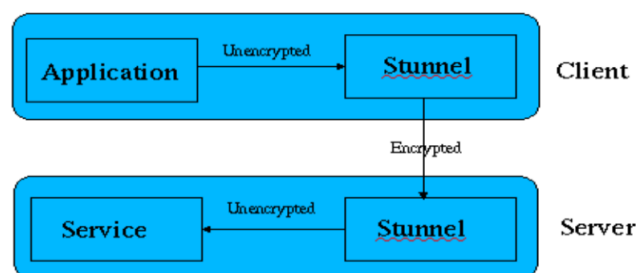 Unencrypted
Application
Stunnel
Client
Encrypted
Unencrypted
Service
Stunnel
Server